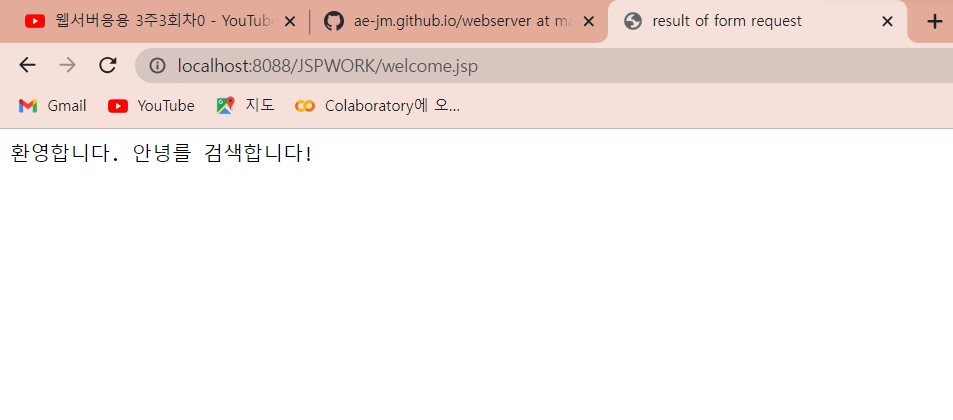 웹서버응용 3주3회차0 - YouTube
ae-jm.github.io/webserver at ma
result of form request
localhost:8088/JSPWORK/welcome.jsp
Gmail
YouTube
지도
Colaboratory에 오...
환영합니다. 안녕를 검색합니다!